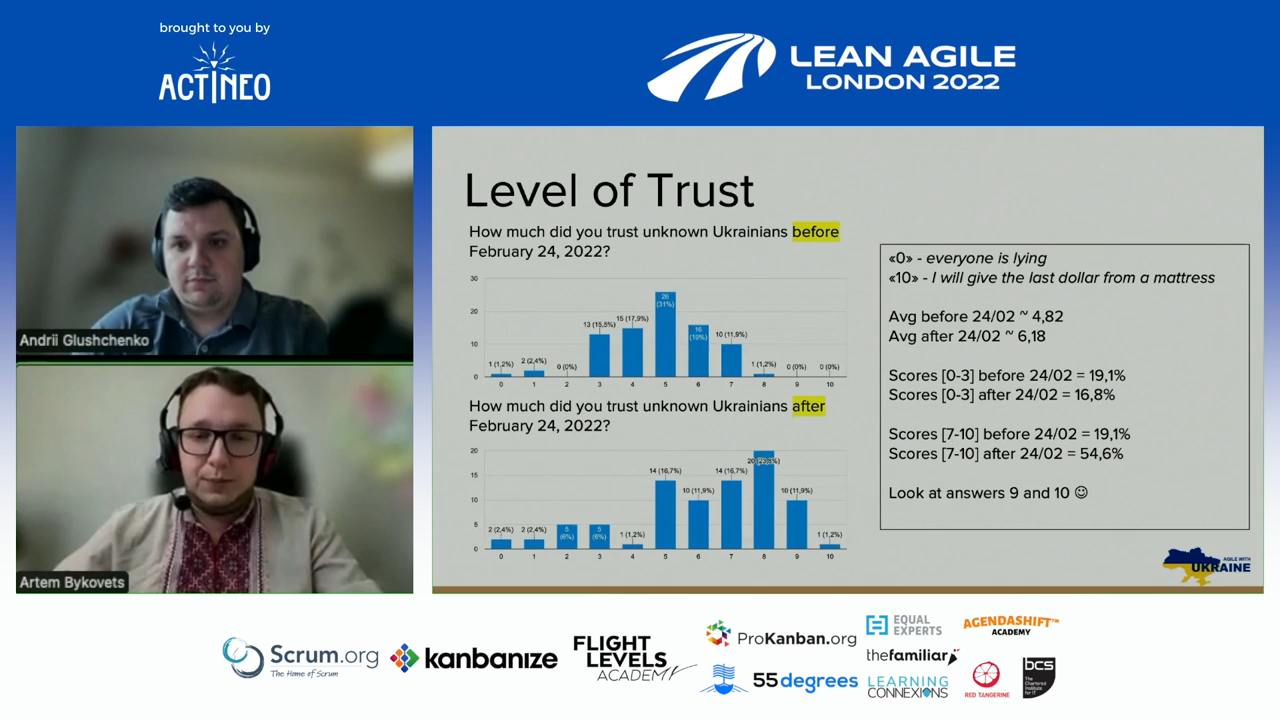 brought to you by
ACTINEO
LEAN AGILE
LONDON 2022
Andrii Glushchenko
Artem Bykovets
Level of Trust
How much did you trust unknown Ukrainians before
February 24, 2022?
30
20
10
0
1 (1,2%)
2 (2,4%)
0 (0%)
13 (15,5%)
15 (17,9%)
26
(31%)
16
(19%)
10 (11,9%)
1 (1,2%)
0 (0%)
0 (0%)
0 1 2 3 4 5 6 7 8 9 10
How much did you trust unknown Ukrainians after
February 24, 2022?
20
15
10
5
0
2 (2,4%)
2 (2,4%)
5
(6%)
5
(6%)
1 (1,2%)
14 (16,7%)
10 (11,9%)
14 (16,7%)
20 (23,8%)
10 (11,9%)
1 (1,2%)
0 1 2 3 4 5 6 7 8 9 10
«0» - everyone is lying
«10» - I will give the last dollar from a mattress
Avg before 24/02 ~ 4,82
Avg after 24/02 ~ 6,18
Scores [0-3] before 24/02 = 19,1%
Scores [0-3] after 24/02 = 16,8%
Scores [7-10] before 24/02 = 19,1%
Scores [7-10] after 24/02 = 54,6%
Look at answers 9 and 10 ☺
AGILE WITH
UKRAINE
Scrum.org
The Home of Scrum
kanbanize
FLIGHT
LEVELS
ACADEMY
ProKanban.org
55degrees
EQUAL
EXPERTS
thefamiliar
LEARNING
CONNEXIONS
AGENDASHIFT™
ACADEMY
RED TANGERINE
bcs
The
Chartered
Institute
for IT